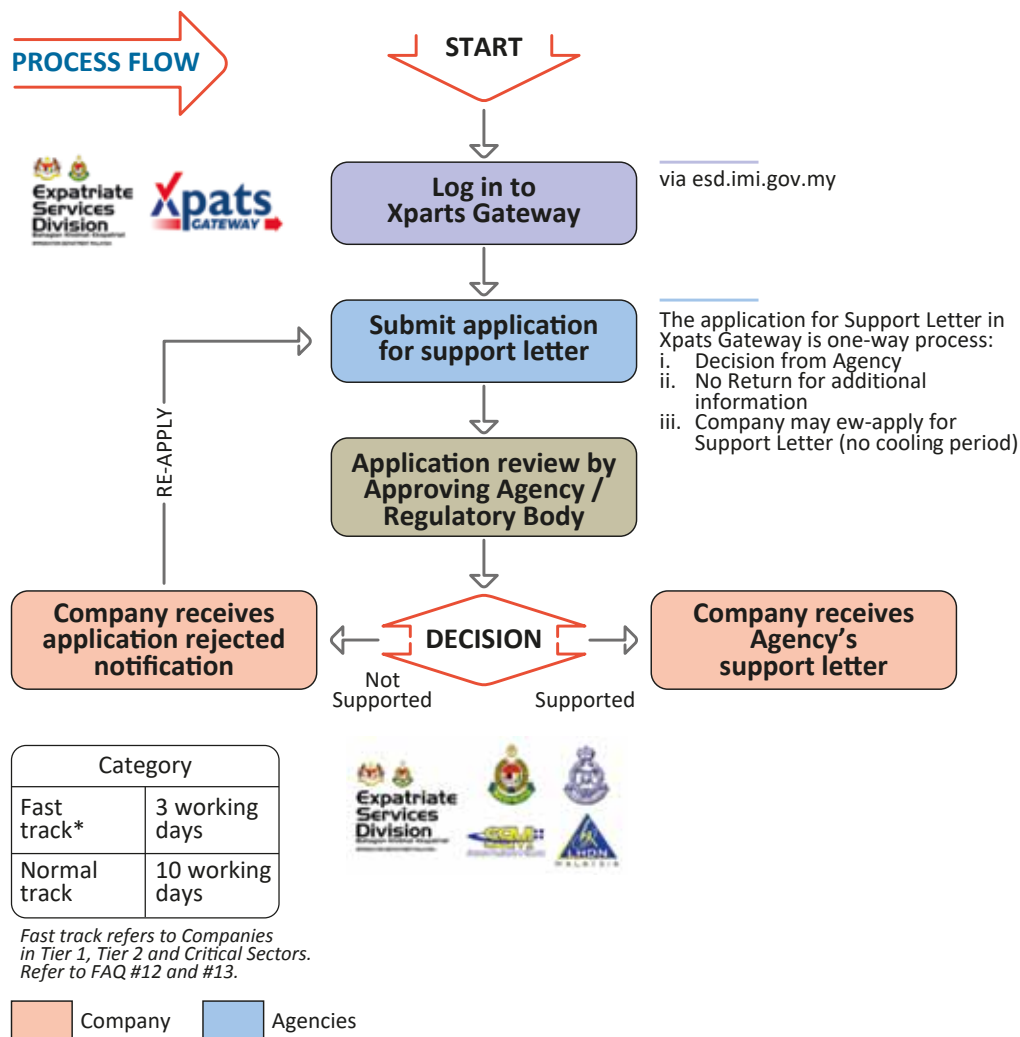 PROCESS FLOW
START
Expatriate
Services
Division
Xpats
GATEWAY
Log in to
Xparts Gateway
via esd.imi.gov.my
Submit application
for support letter
The application for Support Letter in
Xpats Gateway is one-way process:
i. Decision from Agency
ii. No Return for additional
information
iii. Company may ew-apply for
Support Letter (no cooling period)
RE-APPLY
Application review by
Approving Agency /
Regulatory Body
Company receives
application rejected
notification
DECISION
Company receives
Agency's
support letter
Not
Supported
Supported
Category
Fast
track*
3 working
days
Normal
track
10 working
days
Expatriate
Services
Division
LHDN
MALAYSIA
Fast track refers to Companies
in Tier 1, Tier 2 and Critical Sectors.
Refer to FAQ #12 and #13.
Company
Agencies